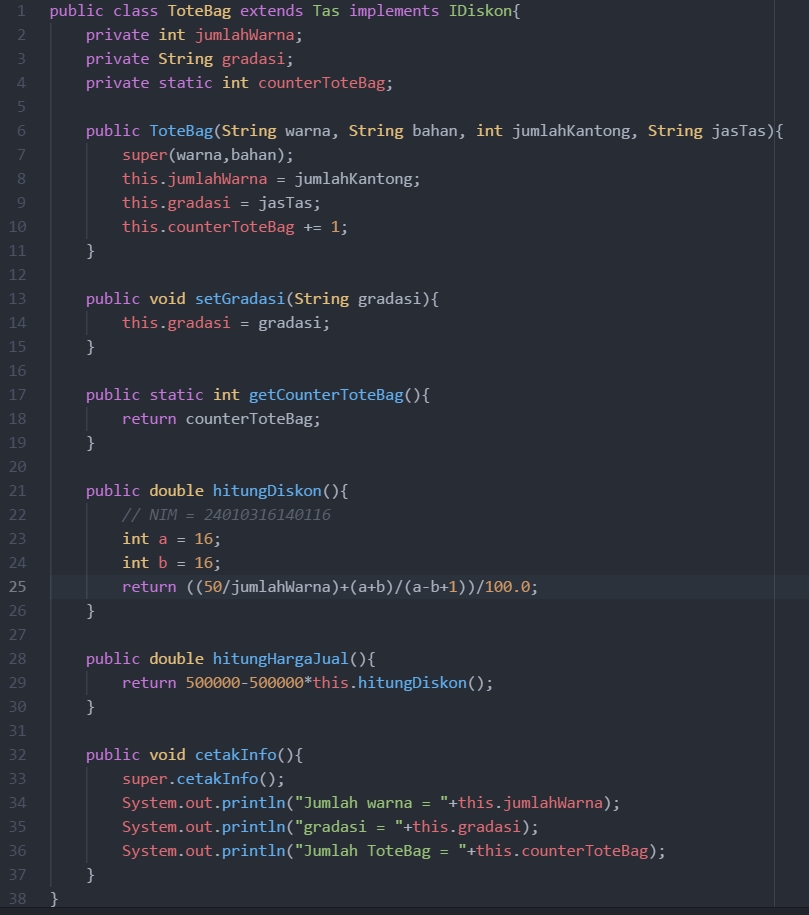 1 public class ToteBag extends Tas implements IDiskon{
2     private int jumlahWarna;
3     private String gradasi;
4     private static int counterToteBag;
5
6     public ToteBag(String warna, String bahan, int jumlahKantong, String jasTas){
7         super(warna,bahan);
8         this.jumlahWarna = jumlahKantong;
9         this.gradasi = jasTas;
10         this.counterToteBag += 1;
11     }
12
13     public void setGradasi(String gradasi){
14         this.gradasi = gradasi;
15     }
16
17     public static int getCounterToteBag(){
18         return counterToteBag;
19     }
20
21     public double hitungDiskon(){
22         // NIM = 24010316140116
23         int a = 16;
24         int b = 16;
25         return ((50/jumlahWarna)+(a+b)/(a-b+1))/100.0;
26     }
27
28     public double hitungHargaJual(){
29         return 500000-500000*this.hitungDiskon();
30     }
31
32     public void cetakInfo(){
33         super.cetakInfo();
34         System.out.println("Jumlah warna = "+this.jumlahWarna);
35         System.out.println("gradasi = "+this.gradasi);
36         System.out.println("Jumlah ToteBag = "+this.counterToteBag);
37     }
38 }